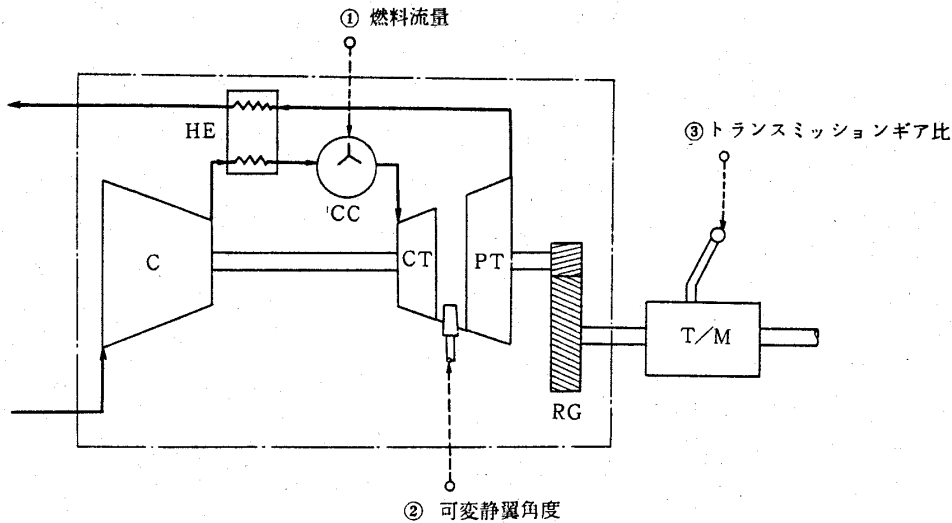 ① 燃料流量
HE
③トランスミッションギア比
CC
C
CT
PT
T/M
RG
② 可変静翼角度